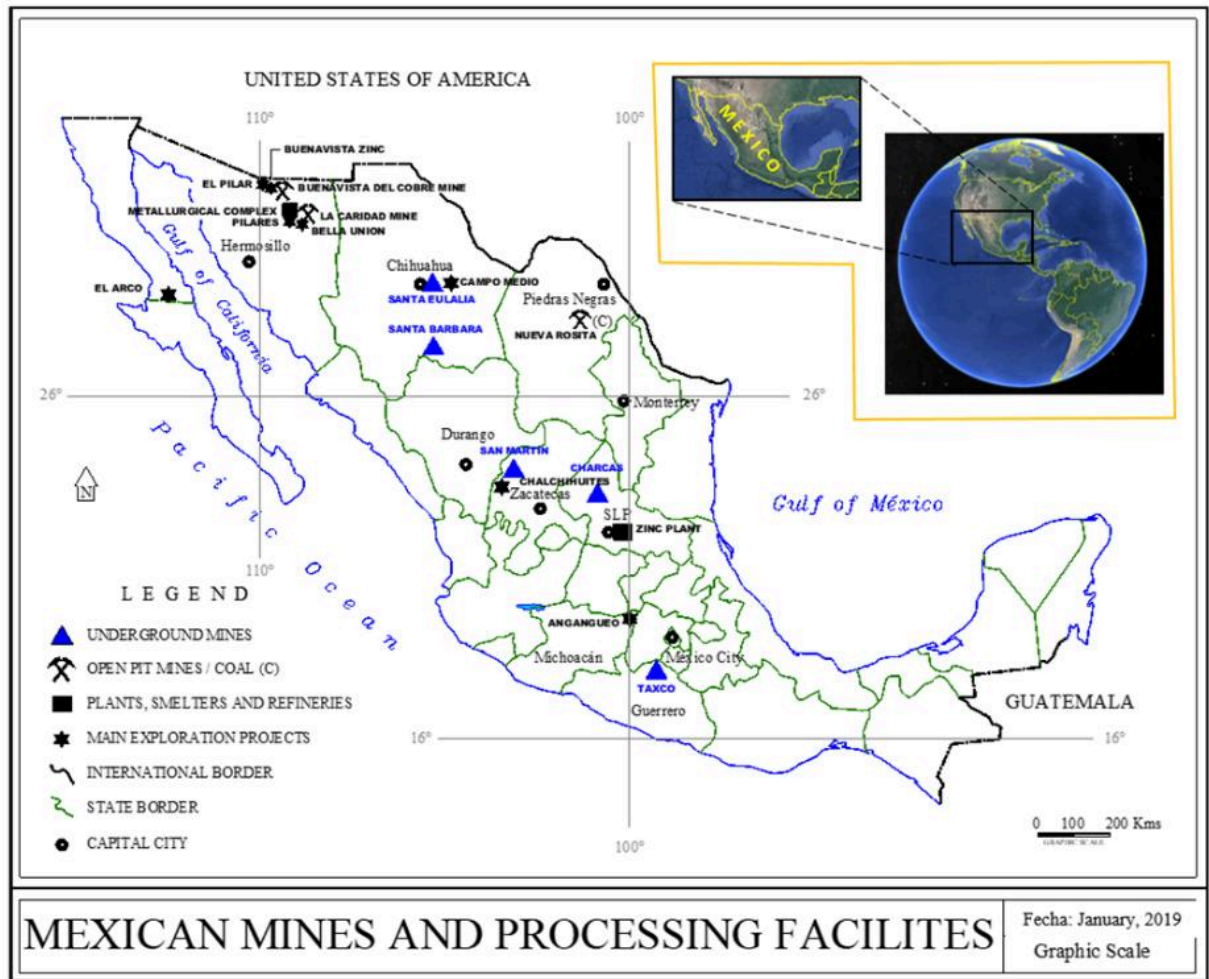 UNITED STATES OF AMERICA
MEXICO
110°
100°
BUENAVISTA ZINC
EL PILAR
BUENAVISTA DEL COBRE MINE
METALLURGICAL COMPLEX
LA CARIDAD MINE
PILARES
BELLA UNION
Hermosillo
Gulf of California
Chihuahua
CAMPO MEDIO
EL ARCO
SANTA EULALIA
Piedras Negras
(C)
SANTA BARBARA
NUEVA ROSITA
26°
26°
Monterrey
Pacific Ocean
Durango
SAN MARTIN
CHARCAS
CHALCHIHUITES
Zacatecas
N
Gulf of México
SLP
ZINC PLANT
110°
LEGEND
UNDERGROUND MINES
OPEN PIT MINES / COAL (C)
PLANTS, SMELTERS AND REFINERIES
MAIN EXPLORATION PROJECTS
INTERNATIONAL BORDER
STATE BORDER
CAPITAL CITY
ANGANGUEO
Michoacán
México City
TAXCO
Guerrero
GUATEMALA
16°
16°
0 100 200 Kms
GRAPHIC SCALE
100°
MEXICAN MINES AND PROCESSING FACILITES
Fecha: January, 2019
Graphic Scale